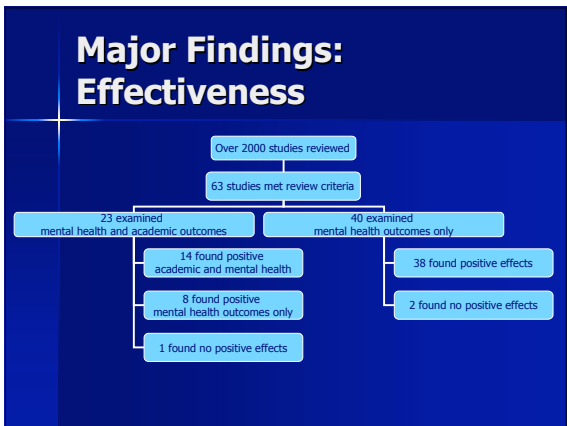 Major Findings:
Effectiveness
Over 2000 studies reviewed
63 studies met review criteria
23 examined
mental health and academic outcomes
14 found positive
academic and mental health
8 found positive
mental health outcomes only
1 found no positive effects
40 examined
mental health outcomes only
38 found positive effects
2 found no positive effects